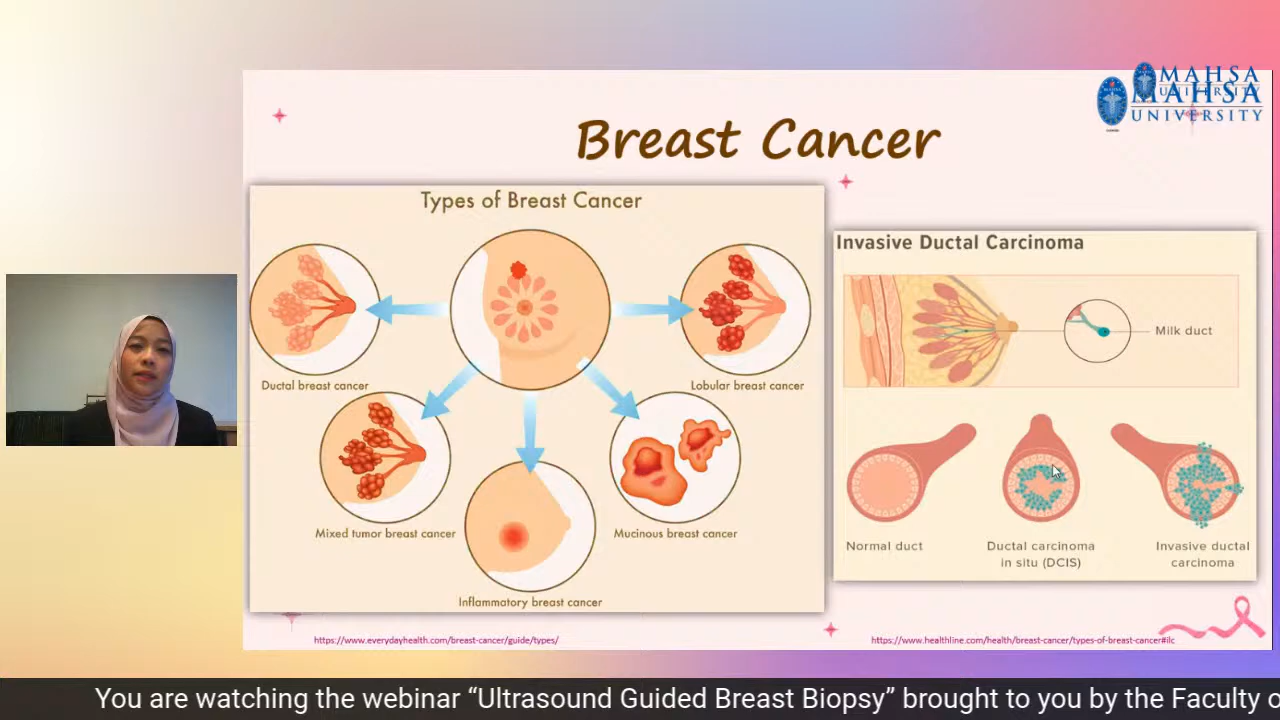 MAHSA
UNIVERSITY
MAHSA
UNIVERSITY
Breast Cancer
Types of Breast Cancer
Ductal breast cancer
Lobular breast cancer
Mixed tumor breast cancer
Mucinous breast cancer
Inflammatory breast cancer
https://www.everydayhealth.com/breast-cancer/guide/types/
Invasive Ductal Carcinoma
Milk duct
Normal duct
Ductal carcinoma
in situ (DCIS)
Invasive ductal
carcinoma
https://www.healthline.com/health/breast-cancer/types-of-breast-cancer#ilc
You are watching the webinar “Ultrasound Guided Breast Biopsy” brought to you by the Faculty